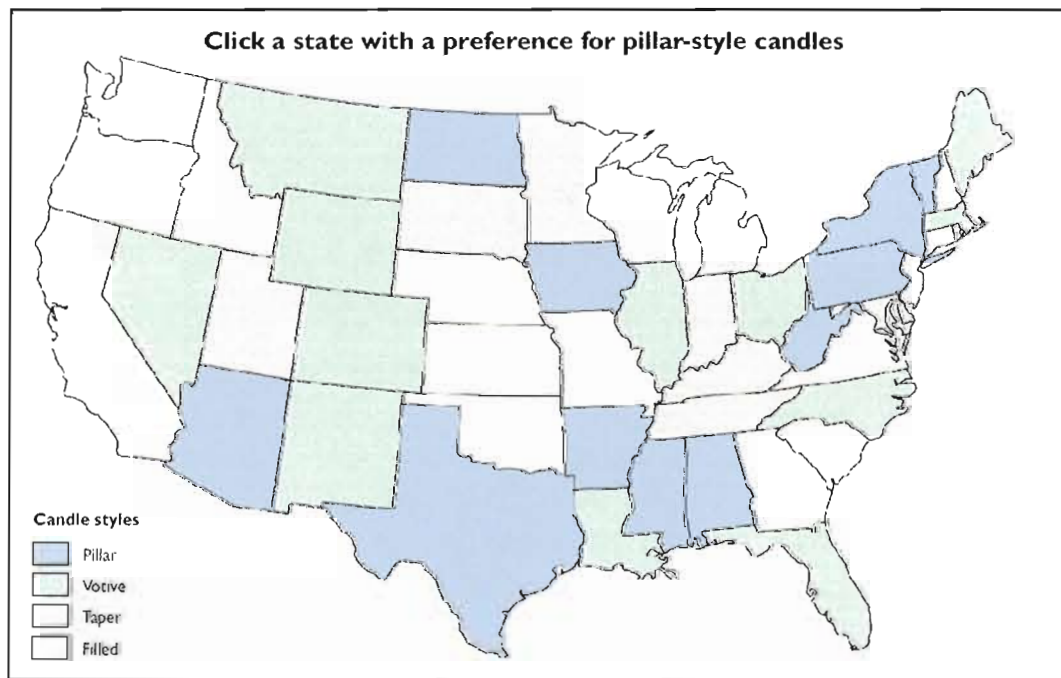 Click a state with a preference for pillar-style candles
Candle styles
Pillar
Votive
Taper
Filled